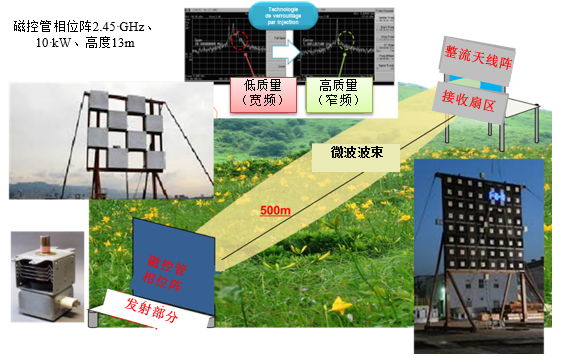 磁控管相位阵2.45·GHz、
10·kW、高度13m
Technologie
de verrouillage
par injection
低质量
（宽频）
高质量
（窄频）
整流天线阵
接收扇区
微波波束
500m
磁控管
相位阵
发射部分